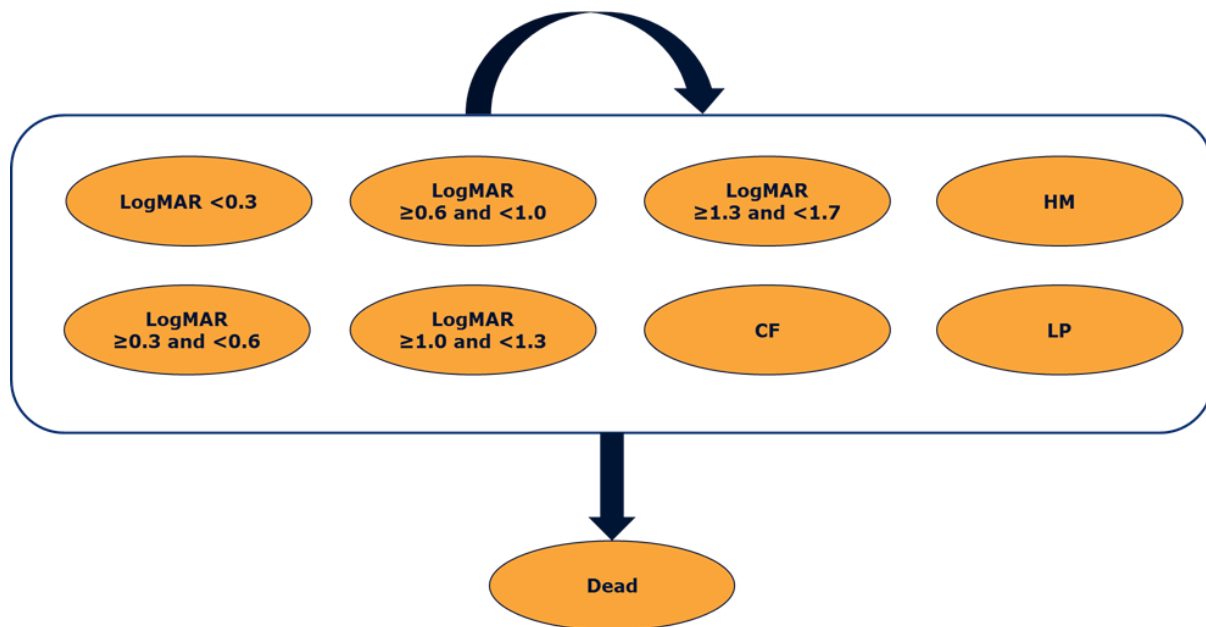 LogMAR <0.3
LogMAR
≥0.6 and <1.0
LogMAR
≥1.3 and <1.7
HM
LogMAR
≥0.3 and <0.6
LogMAR
≥1.0 and <1.3
CF
LP
Dead